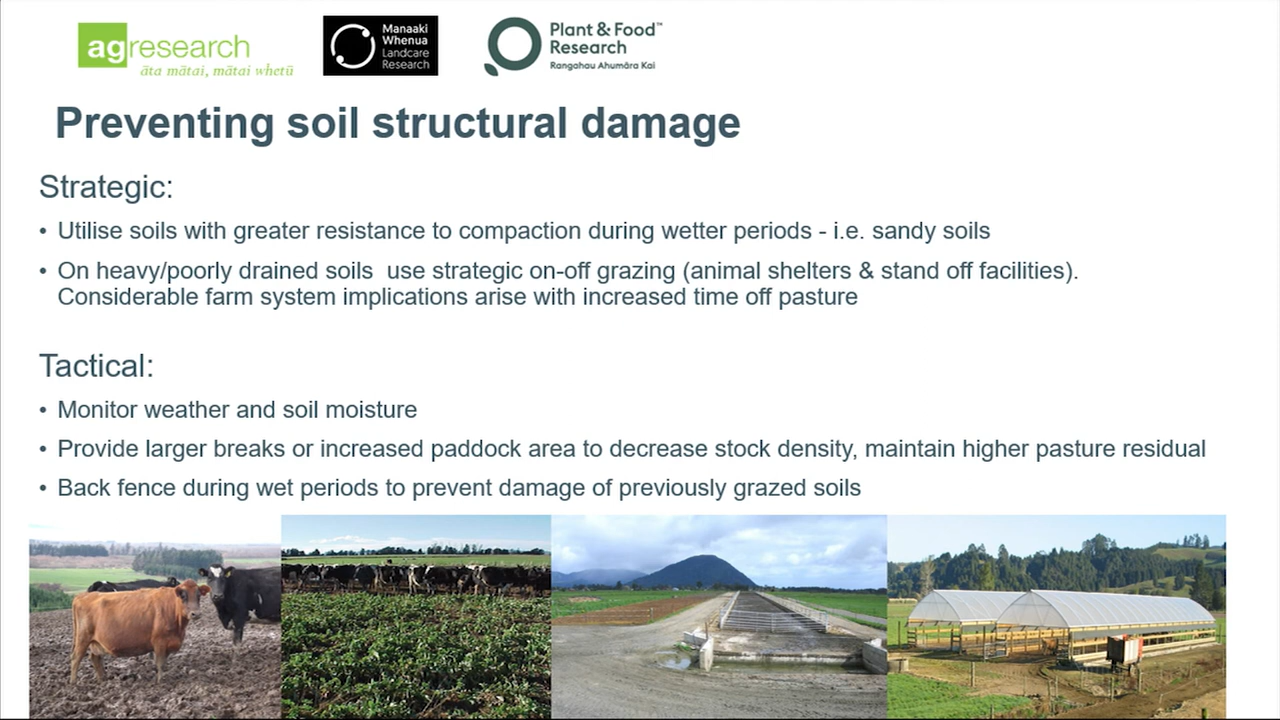 agresearch
āta mātai, mātai whetū
Manaaki
Whenua
Landcare
Research
Plant & Food™
Research
Rangahau Ahumāra Kai
Preventing soil structural damage
Strategic:
• Utilise soils with greater resistance to compaction during wetter periods - i.e. sandy soils
• On heavy/poorly drained soils  use strategic on-off grazing (animal shelters & stand off facilities).
Considerable farm system implications arise with increased time off pasture
Tactical:
• Monitor weather and soil moisture
• Provide larger breaks or increased paddock area to decrease stock density, maintain higher pasture residual
• Back fence during wet periods to prevent damage of previously grazed soils